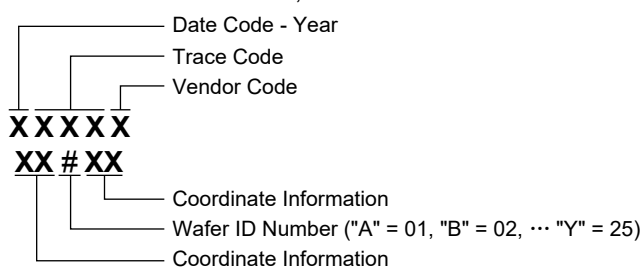 Date Code - Year
Trace Code
Vendor Code
XXXXX
XX # XX
Coordinate Information
Wafer ID Number ("A" = 01, "B" = 02, ··· "Y" = 25)
Coordinate Information